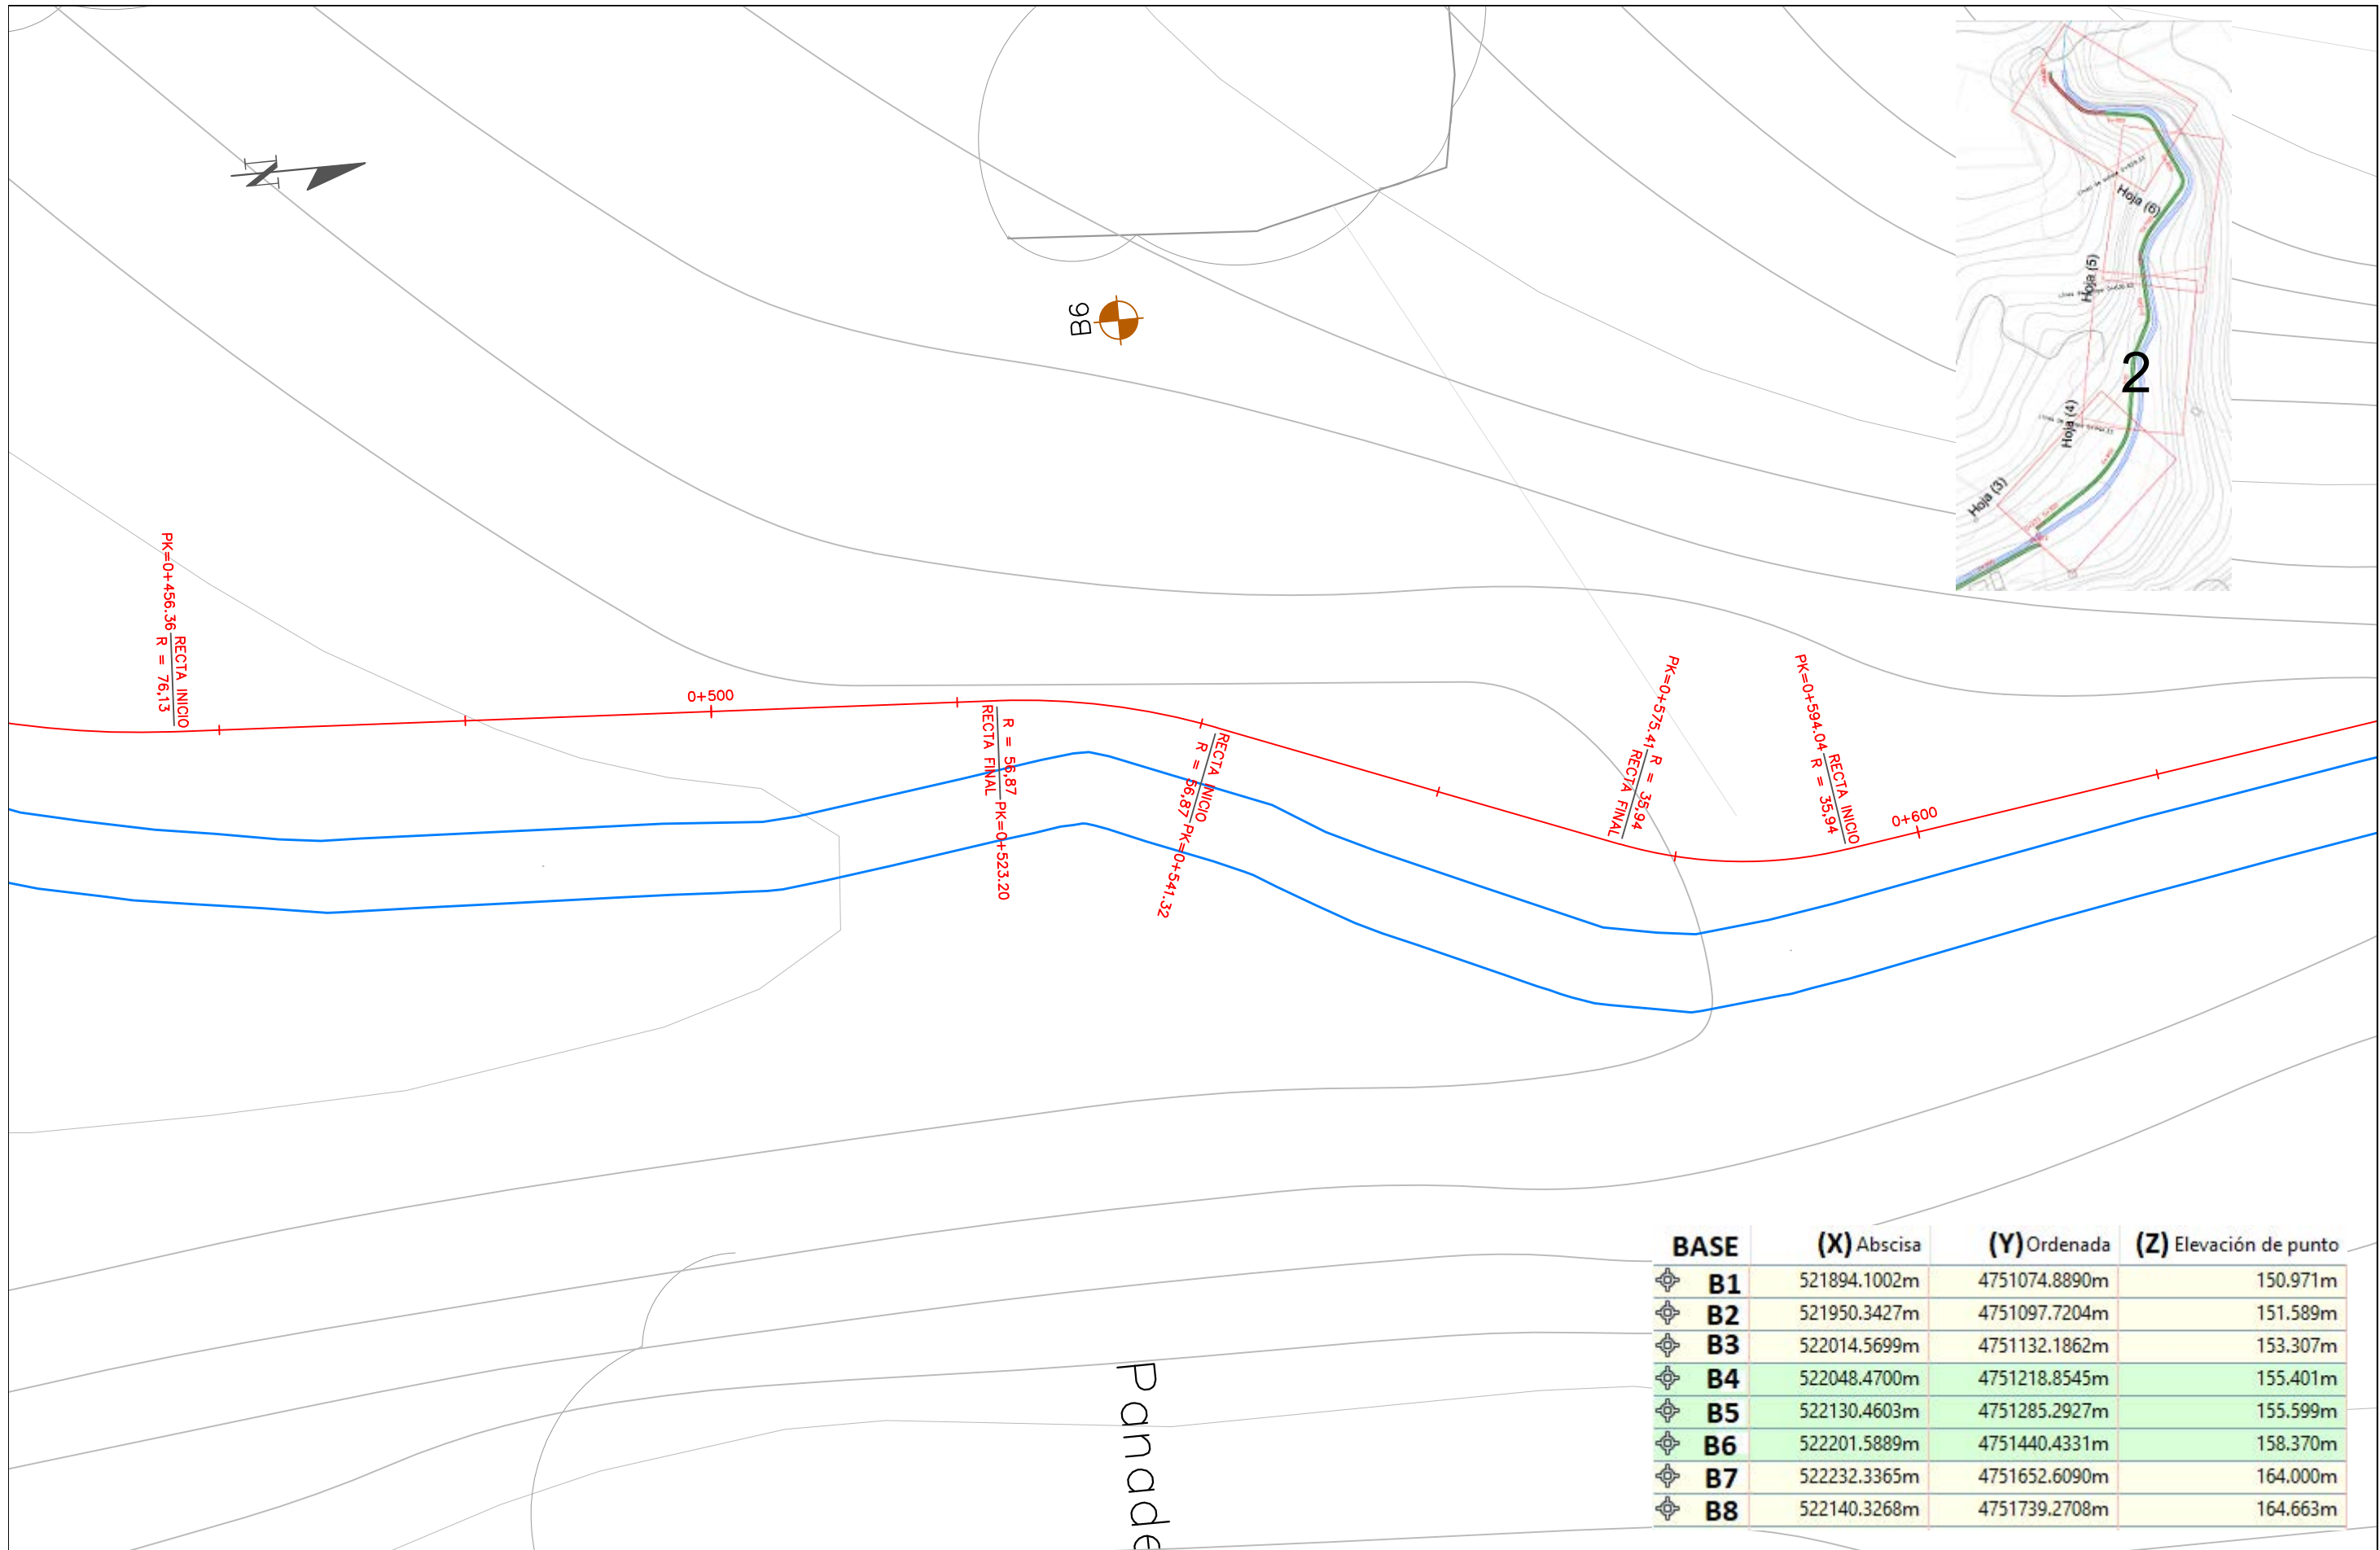 N
B6
PK=0+456.36
RECTA INICIO
R = 76,13
0+500
R = 56,87
RECTA FINAL
PK=0+523.20
RECTA INICIO
R = 56,87
PK=0+541.32
PK=0+575.41
R = 35,94
RECTA FINAL
PK=0+594.04
RECTA INICIO
R = 35,94
0+600
Hoja (6)
Hoja (5)
2
Hoja (4)
Hoja (3)
Panade
BASE (X) Abscisa (Y) Ordenada (Z) Elevación de punto
B1 521894.1002m 4751074.8890m 150.971m
B2 521950.3427m 4751097.7204m 151.589m
B3 522014.5699m 4751132.1862m 153.307m
B4 522048.4700m 4751218.8545m 155.401m
B5 522130.4603m 4751285.2927m 155.599m
B6 522201.5889m 4751440.4331m 158.370m
B7 522232.3365m 4751652.6090m 164.000m
B8 522140.3268m 4751739.2708m 164.663m